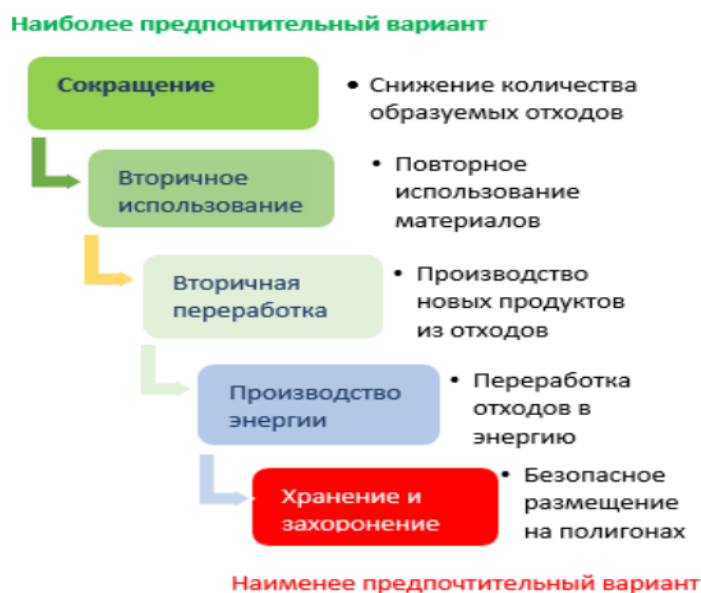 Наиболее предпочтительный вариант
Сокращение
• Снижение количества
образуемых отходов
Вторичное
использование
• Повторное
использование
материалов
Вторичная
переработка
• Производство
новых продуктов
из отходов
Производство
энергии
• Переработка
отходов в
энергию
Хранение и
захоронение
• Безопасное
размещение
на полигонах
Наименее предпочтительный вариант